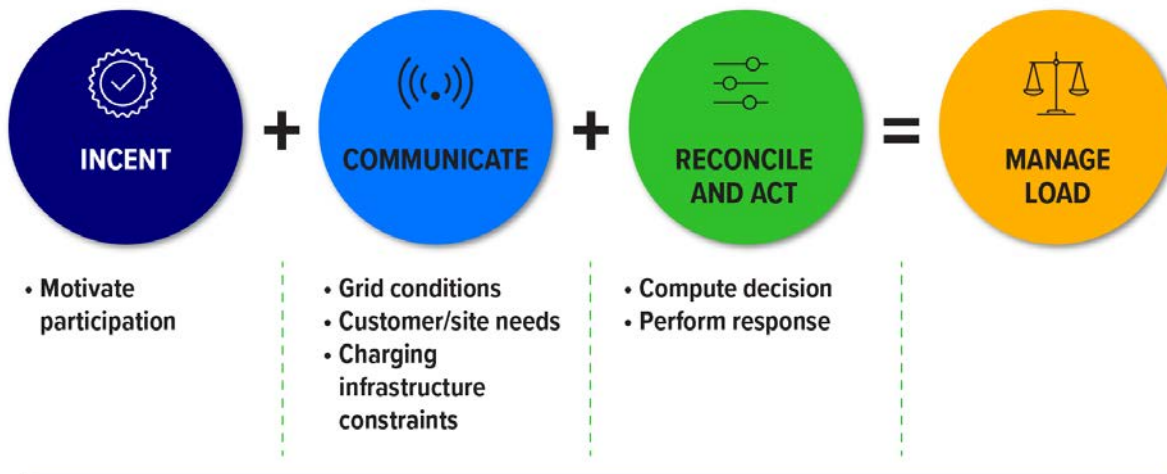 INCENT
+
COMMUNICATE
+
RECONCILE
AND ACT
=
MANAGE
LOAD
• Motivate
participation
• Grid conditions
• Customer/site needs
• Charging
infrastructure
constraints
• Compute decision
• Perform response